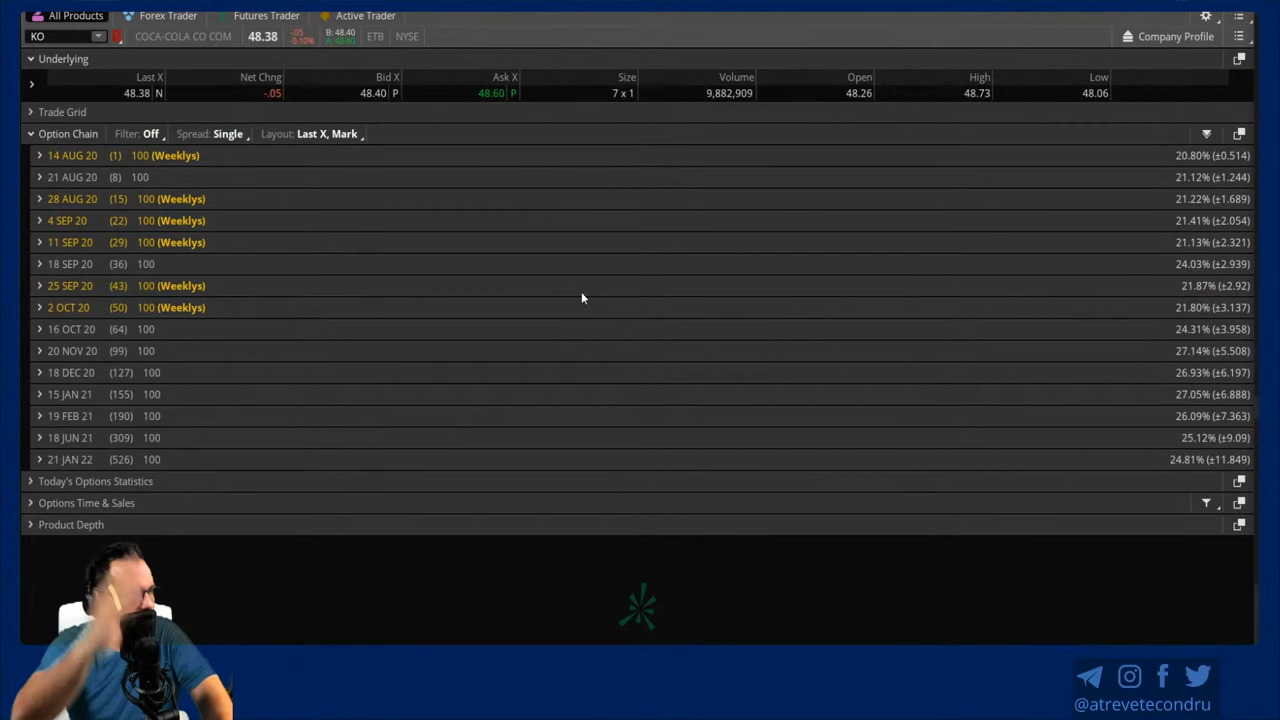 All Products Forex Trader Futures Trader Active Trader
KO COCA-COLA CO COM 48.38 -.05 -0.10% B: 48.40 A: 48.60 ETB NYSE Company Profile
Underlying
Last X Net Chng Bid X Ask X Size Volume Open High Low
48.38 N -.05 48.40 P 48.60 P 7 x 1 9,882,909 48.26 48.73 48.06
Trade Grid
Option Chain Filter: Off Spread: Single Layout: Last X, Mark
14 AUG 20 (1) 100 (Weeklys) 20.80% (±0.514)
21 AUG 20 (8) 100 21.12% (±1.244)
28 AUG 20 (15) 100 (Weeklys) 21.22% (±1.689)
4 SEP 20 (22) 100 (Weeklys) 21.41% (±2.054)
11 SEP 20 (29) 100 (Weeklys) 21.13% (±2.321)
18 SEP 20 (36) 100 24.03% (±2.939)
25 SEP 20 (43) 100 (Weeklys) 21.87% (±2.92)
2 OCT 20 (50) 100 (Weeklys) 21.80% (±3.137)
16 OCT 20 (64) 100 24.31% (±3.958)
20 NOV 20 (99) 100 27.14% (±5.508)
18 DEC 20 (127) 100 26.93% (±6.197)
15 JAN 21 (155) 100 27.05% (±6.888)
19 FEB 21 (190) 100 26.09% (±7.363)
18 JUN 21 (309) 100 25.12% (±9.09)
21 JAN 22 (526) 100 24.81% (±11.849)
Today's Options Statistics
Options Time & Sales
Product Depth
@atrevetecondru